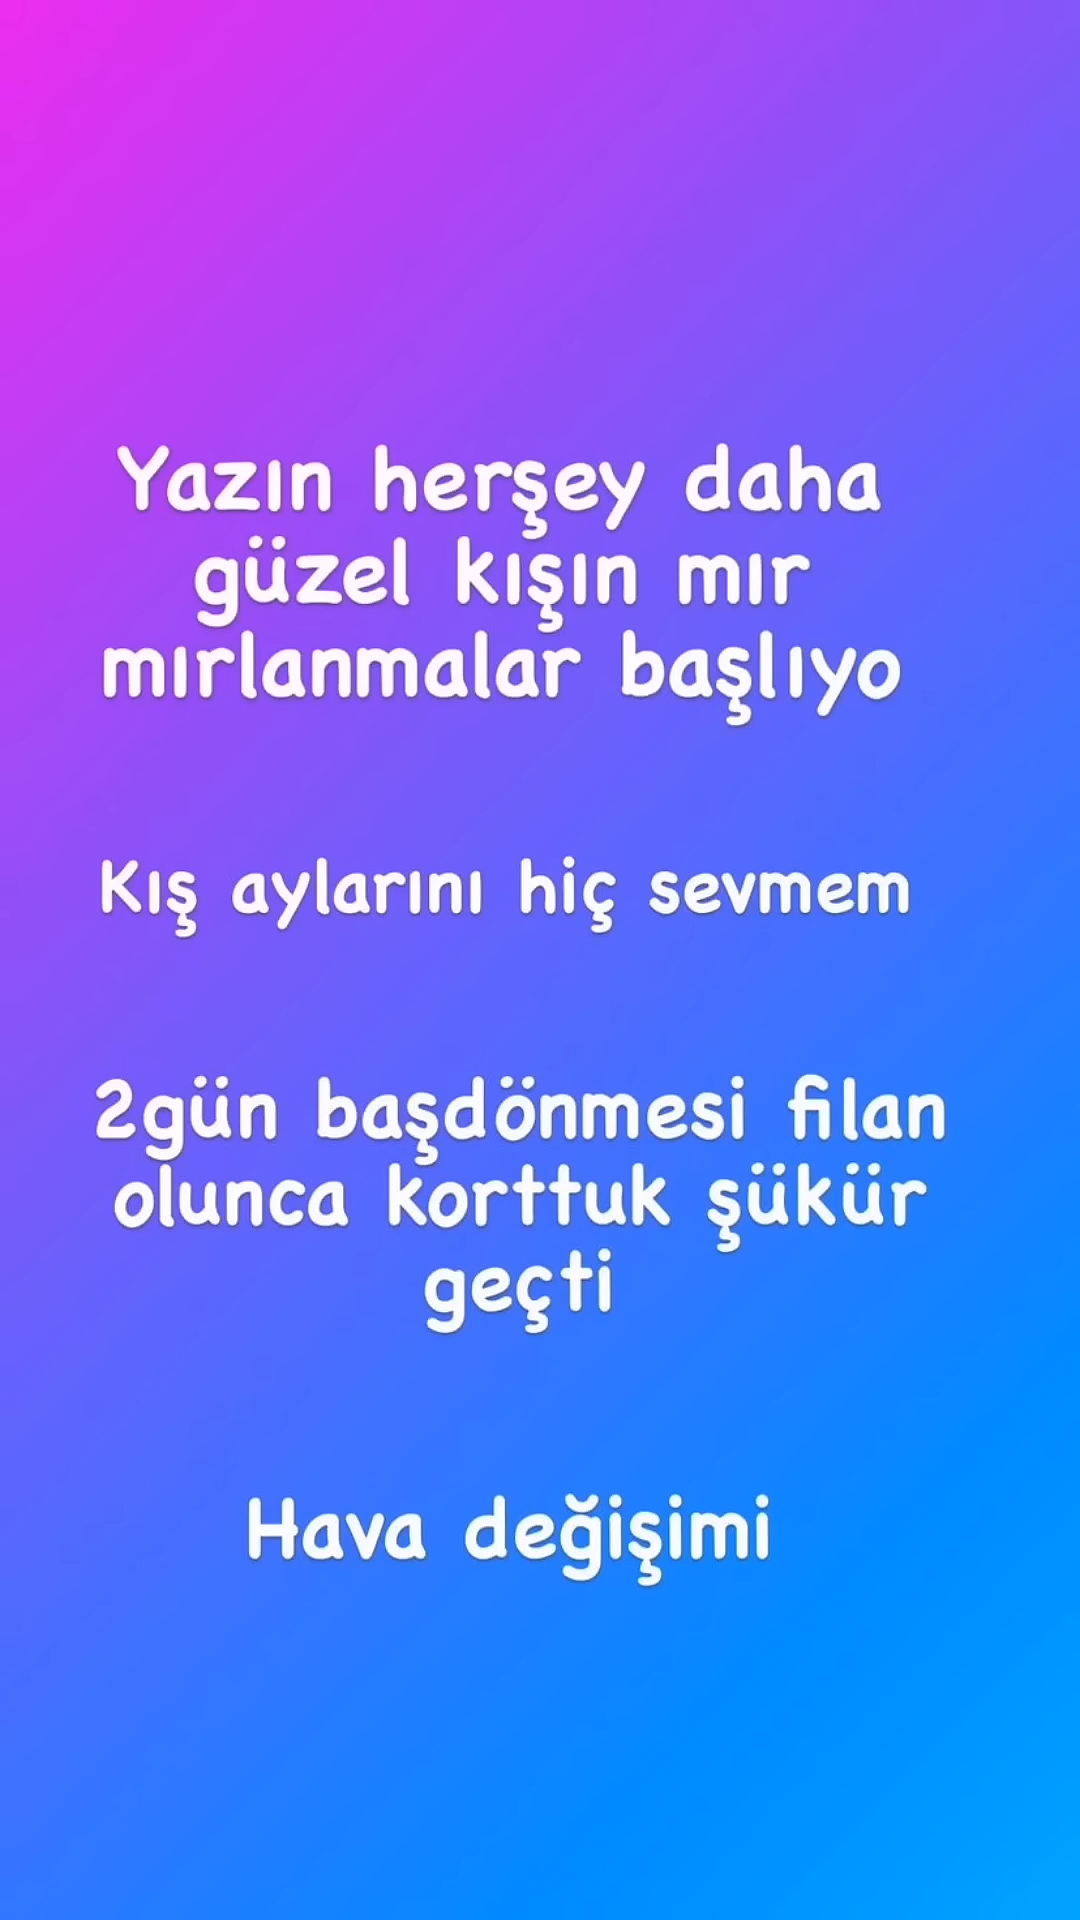 Yazın herşey daha
güzel kışın mır
mırlanmalar başlıyo
Kış aylarını hiç sevmem
2gün başdönmesi filan
olunca korttuk şükür
geçti
Hava değişimi